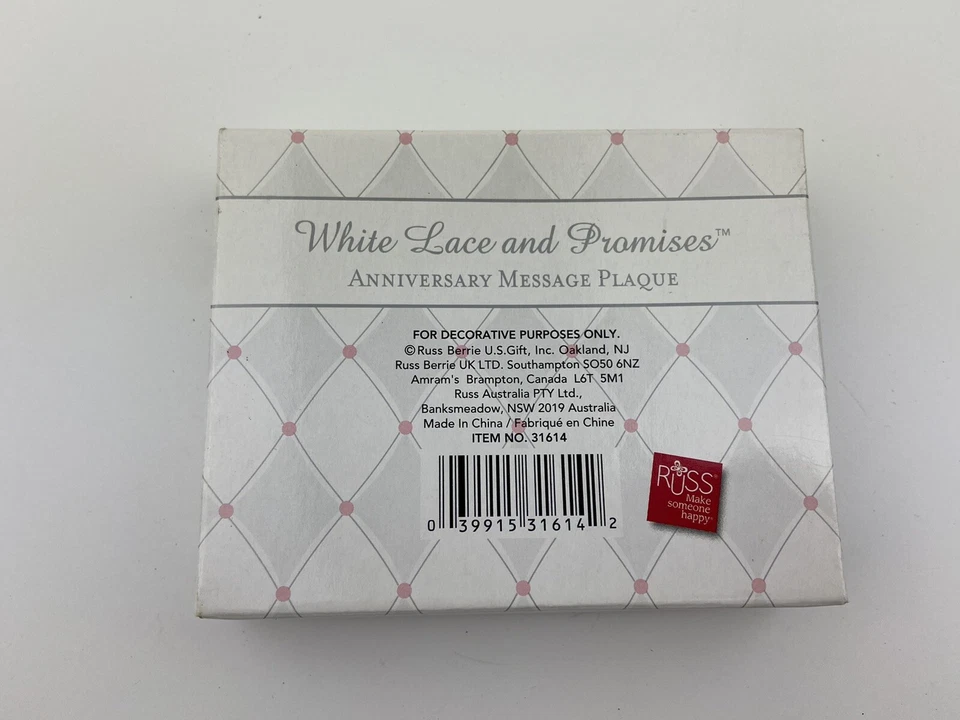 White Lace and Promises™
ANNIVERSARY MESSAGE PLAQUE
FOR DECORATIVE PURPOSES ONLY.
©Russ Berrie U.S.Gift, Inc. Oakland, NJ
Russ Berrie UK LTD. Southampton SO50 6NZ
Amram's Brampton, Canada L6T 5M1
Russ Australia PTY Ltd.,
Banksmeadow, NSW 2019 Australia
Made In China / Fabriqué en Chine
ITEM NO. 31614
0 39915 31614 2
RUSS®
Make
someone
happy®